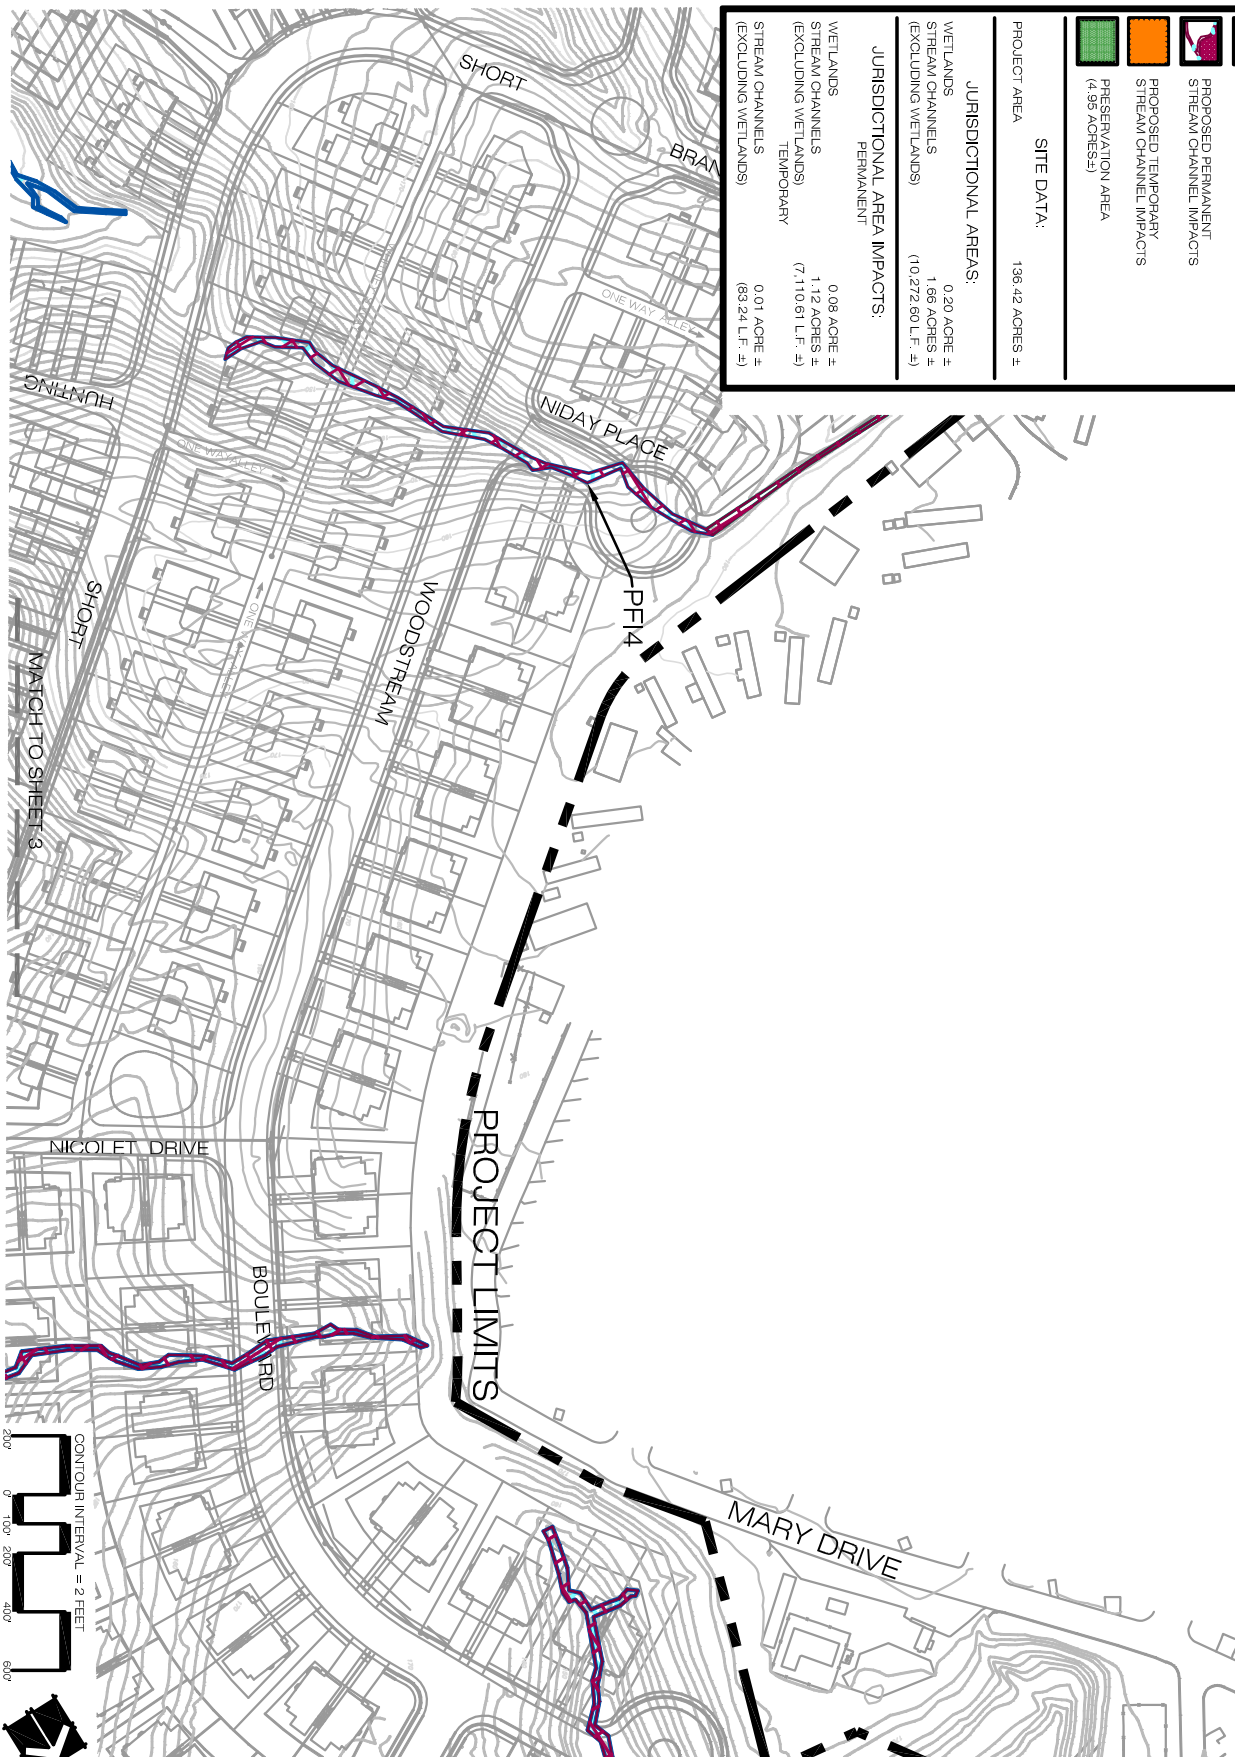 PROPOSED PERMANENT
STREAM CHANNEL IMPACTS
PROPOSED TEMPORARY
STREAM CHANNEL IMPACTS
PRESERVATION AREA
(4.95 ACRES±)
SITE DATA:
PROJECT AREA 136.42 ACRES ±
JURISDICTIONAL AREAS:
WETLANDS 0.20 ACRE ±
STREAM CHANNELS 1.66 ACRES ±
(EXCLUDING WETLANDS) (10,272.60 L.F. ±)
JURISDICTIONAL AREA IMPACTS:
PERMANENT
WETLANDS 0.08 ACRE ±
STREAM CHANNELS 1.12 ACRES ±
(EXCLUDING WETLANDS) (7,110.61 L.F. ±)
TEMPORARY
STREAM CHANNELS 0.01 ACRE ±
(EXCLUDING WETLANDS) (83.24 L.F. ±)
SHORT
BRAN
ONE WAY ALLEY
NIDAY PLACE
HUNTING
ONE WAY ALLEY
PFI4
WOODSTREAM
SHORT
ONE WAY ALLEY
MATCH TO SHEET 3
PROJECT LIMITS
NICOLET DRIVE
BOULEVARD
MARY DRIVE
CONTOUR INTERVAL = 2 FEET
200' 0' 100' 200' 400' 600'